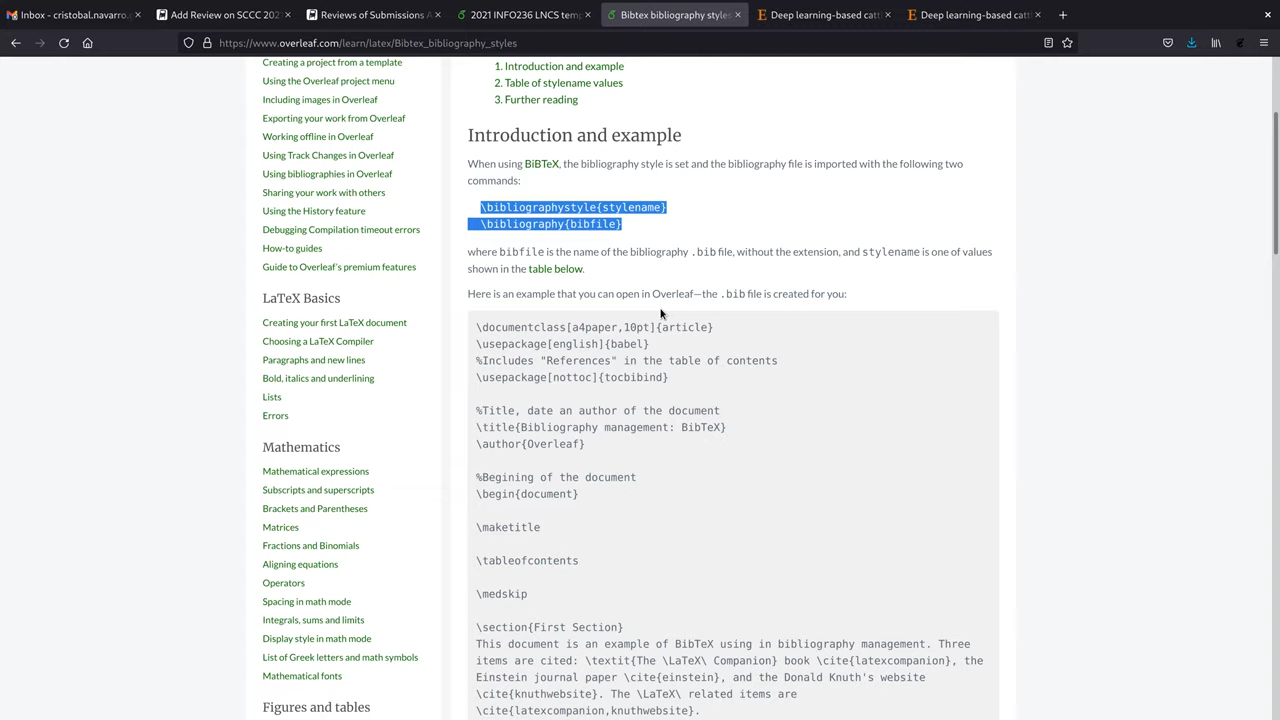 Inbox - cristobal.navarro.g
Add Review on SCCC 202
Reviews of Submissions A
2021 INFO236 LNCS tem
Bibtex bibliography styles
Deep learning-based catt
Deep learning-based catt
https://www.overleaf.com/learn/latex/Bibtex_bibliography_styles
Creating a project from a template
Using the Overleaf project menu
Including images in Overleaf
Exporting your work from Overleaf
Working offline in Overleaf
Using Track Changes in Overleaf
Using bibliographies in Overleaf
Sharing your work with others
Using the History feature
Debugging Compilation timeout errors
How-to guides
Guide to Overleaf's premium features
LaTeX Basics
Creating your first LaTeX document
Choosing a LaTeX Compiler
Paragraphs and new lines
Bold, italics and underlining
Lists
Errors
Mathematics
Mathematical expressions
Subscripts and superscripts
Brackets and Parentheses
Matrices
Fractions and Binomials
Aligning equations
Operators
Spacing in math mode
Integrals, sums and limits
Display style in math mode
List of Greek letters and math symbols
Mathematical fonts
Figures and tables
1. Introduction and example
2. Table of stylename values
3. Further reading
Introduction and example
When using BiBTeX, the bibliography style is set and the bibliography file is imported with the following two
commands:
\bibliographystyle{stylename}
\bibliography{bibfile}
where bibfile is the name of the bibliography .bib file, without the extension, and stylename is one of values
shown in the table below.
Here is an example that you can open in Overleaf—the .bib file is created for you:
\documentclass[a4paper,10pt]{article}
\usepackage[english]{babel}
%Includes "References" in the table of contents
\usepackage[nottoc]{tocbibind}
%Title, date an author of the document
\title{Bibliography management: BibTeX}
\author{Overleaf}
%Begining of the document
\begin{document}
\maketitle
\tableofcontents
\medskip
\section{First Section}
This document is an example of BibTeX using in bibliography management. Three
items are cited: \textit{The \LaTeX\ Companion} book \cite{latexcompanion}, the
Einstein journal paper \cite{einstein}, and the Donald Knuth's website
\cite{knuthwebsite}. The \LaTeX\ related items are
\cite{latexcompanion,knuthwebsite}.